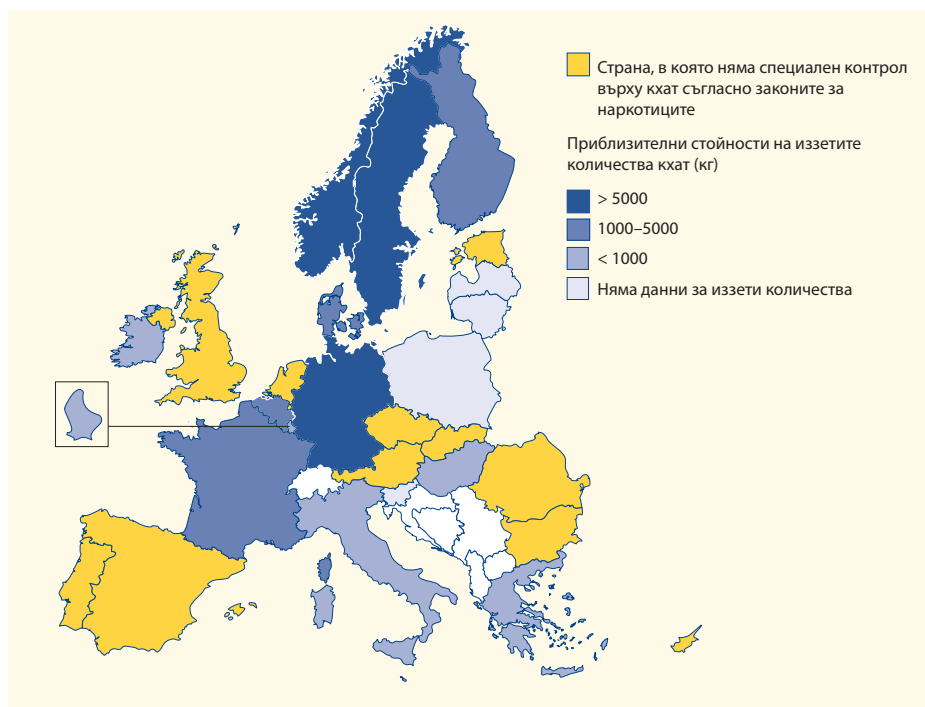 Страна, в която няма специален контрол
върху кхат съгласно законите за
наркотиците
Приблизителни стойности на иззетите
количества кхат (кг)
> 5000
1000–5000
< 1000
Няма данни за иззети количества